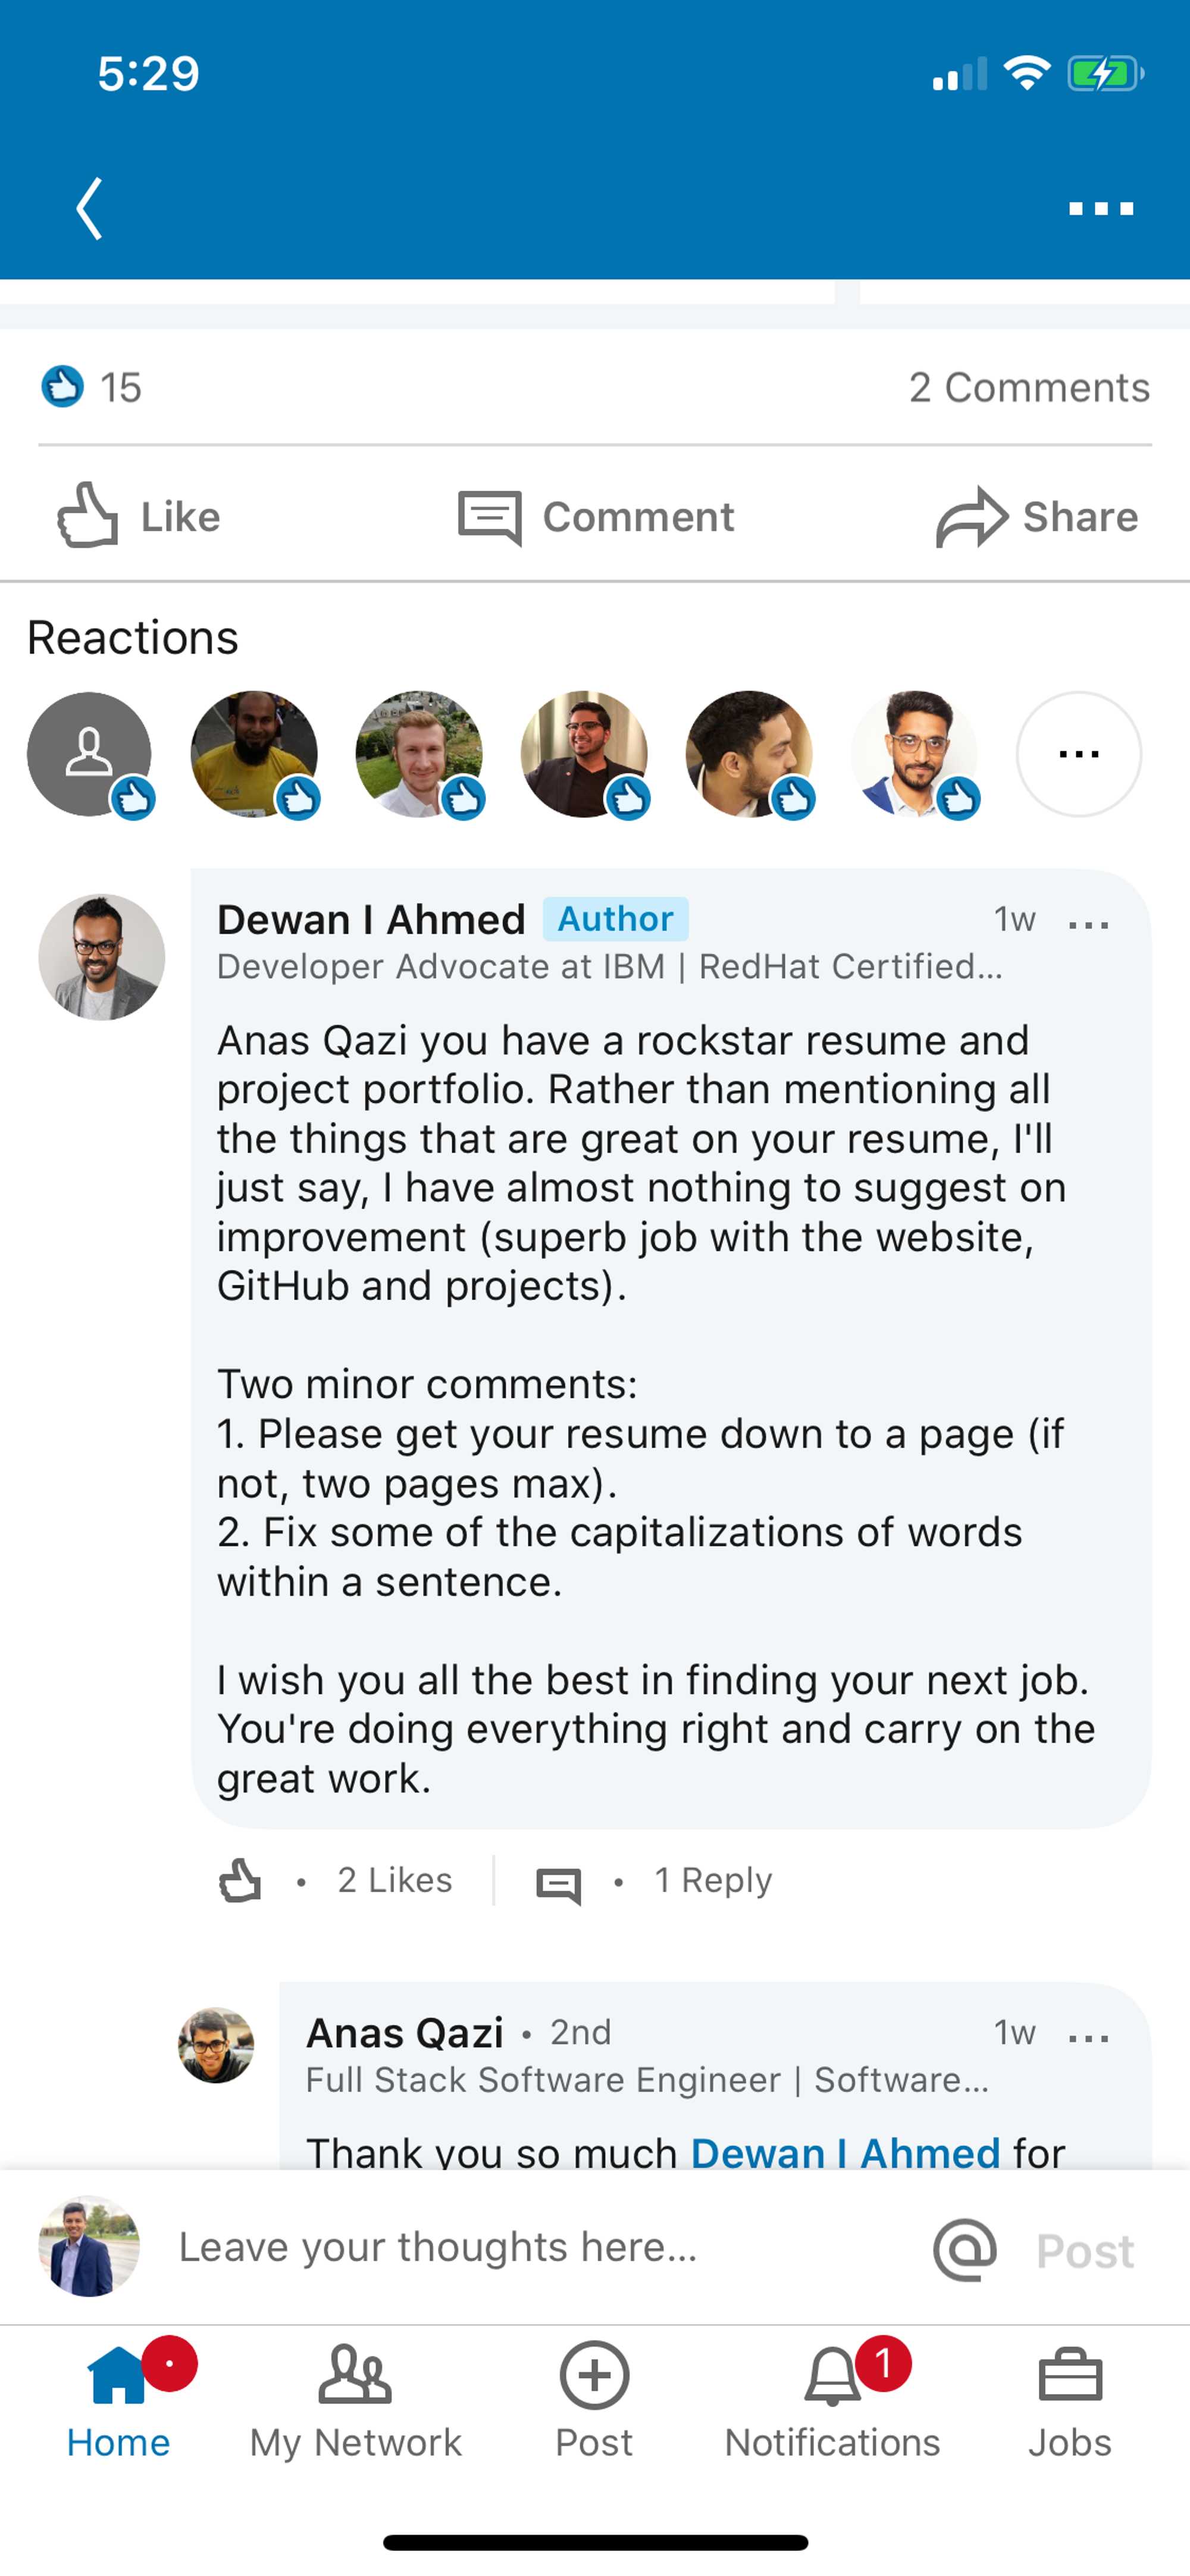 5:29
15
2 Comments
Like
Comment
Share
Reactions
Dewan I Ahmed Author 1w ...
Developer Advocate at IBM | RedHat Certified...
Anas Qazi you have a rockstar resume and
project portfolio. Rather than mentioning all
the things that are great on your resume, I'll
just say, I have almost nothing to suggest on
improvement (superb job with the website,
GitHub and projects).
Two minor comments:
1. Please get your resume down to a page (if
not, two pages max).
2. Fix some of the capitalizations of words
within a sentence.
I wish you all the best in finding your next job.
You're doing everything right and carry on the
great work.
• 2 Likes • 1 Reply
Anas Qazi • 2nd 1w ...
Full Stack Software Engineer | Software...
Thank you so much Dewan I Ahmed for
Leave your thoughts here... @ Post
1
Home
My Network
Post
Notifications
Jobs